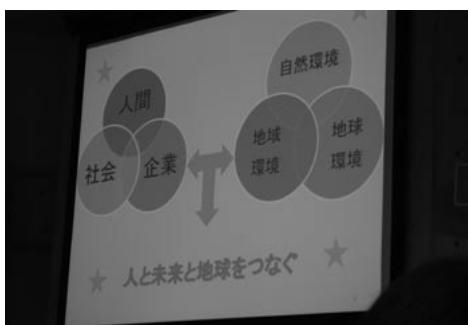 人間
社会
企業
自然環境
地域
環境
地球
環境
人と未来と地球をつなぐ